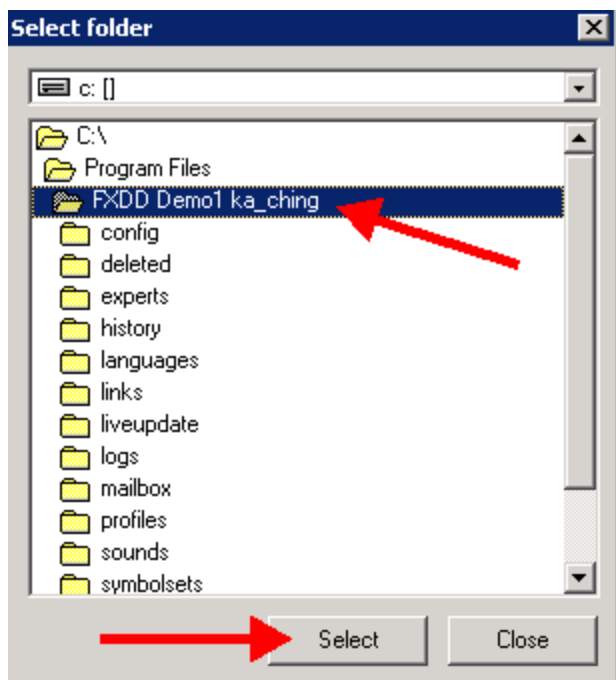 Select folder
c: []
C:\
Program Files
FXDD Demo1 ka_ching
config
deleted
experts
history
languages
links
liveupdate
logs
mailbox
profiles
sounds
symbolsets
Select Close